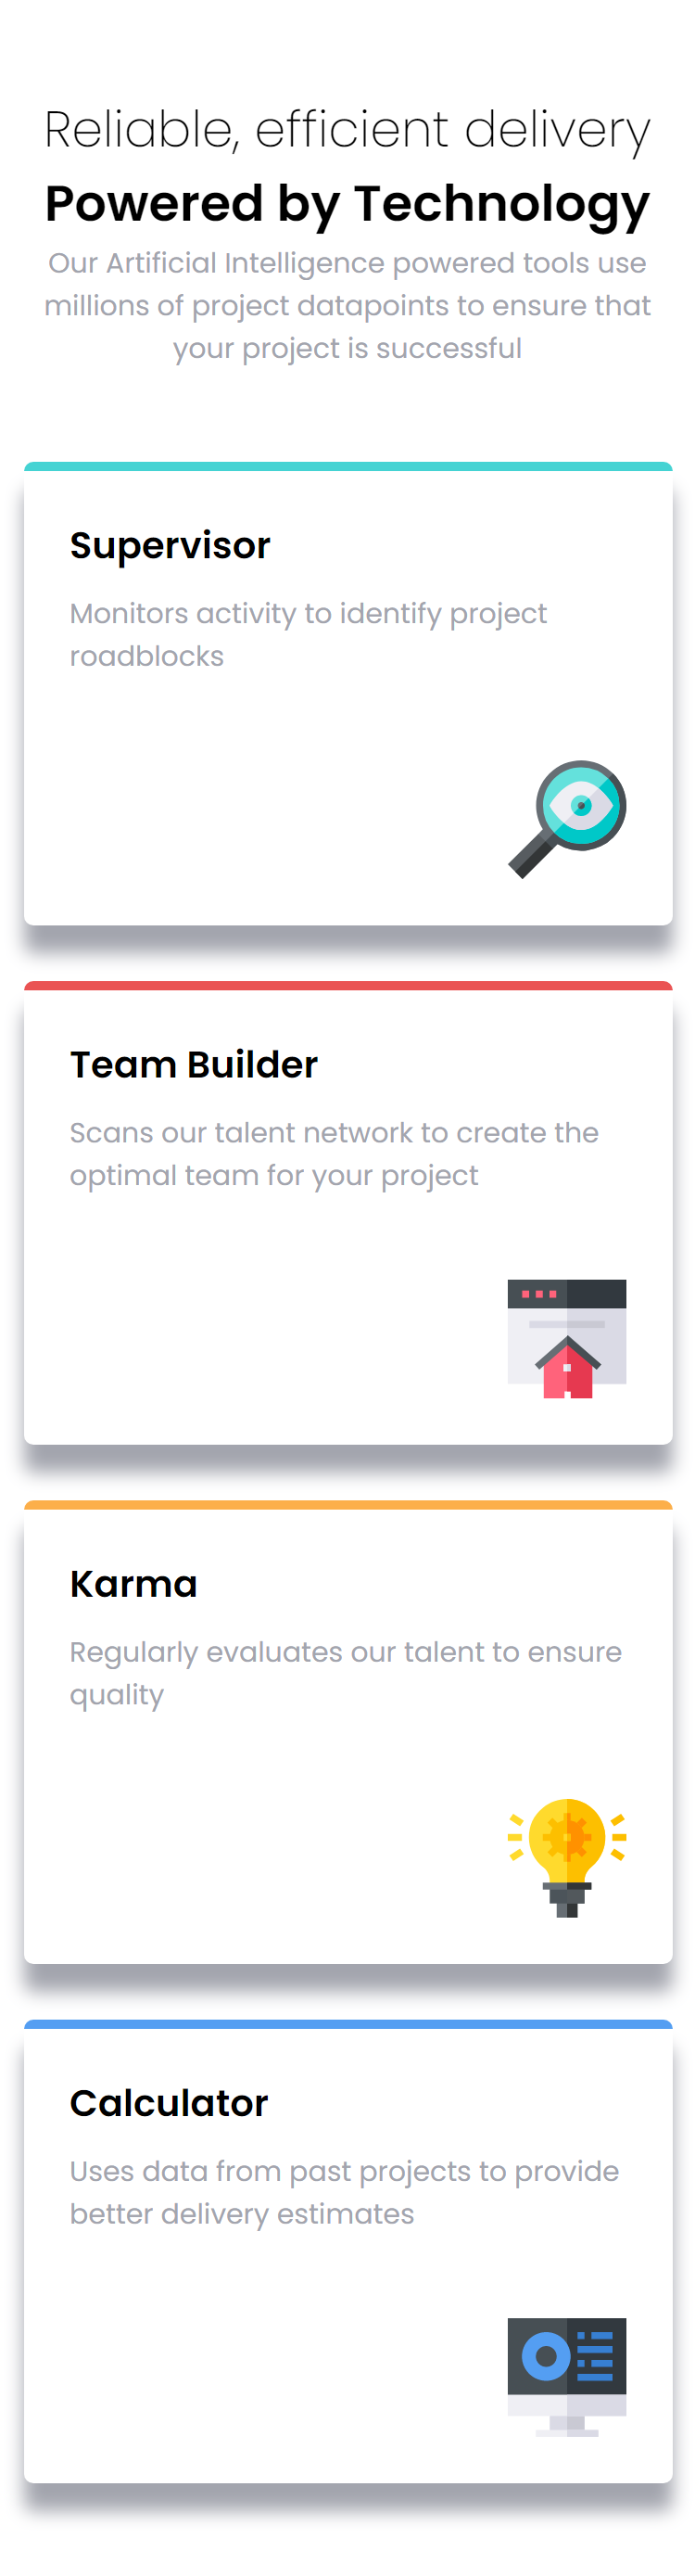 Reliable, efficient delivery
Powered by Technology
Our Artificial Intelligence powered tools use
millions of project datapoints to ensure that
your project is successful
Supervisor
Monitors activity to identify project
roadblocks
Team Builder
Scans our talent network to create the
optimal team for your project
Karma
Regularly evaluates our talent to ensure
quality
Calculator
Uses data from past projects to provide
better delivery estimates